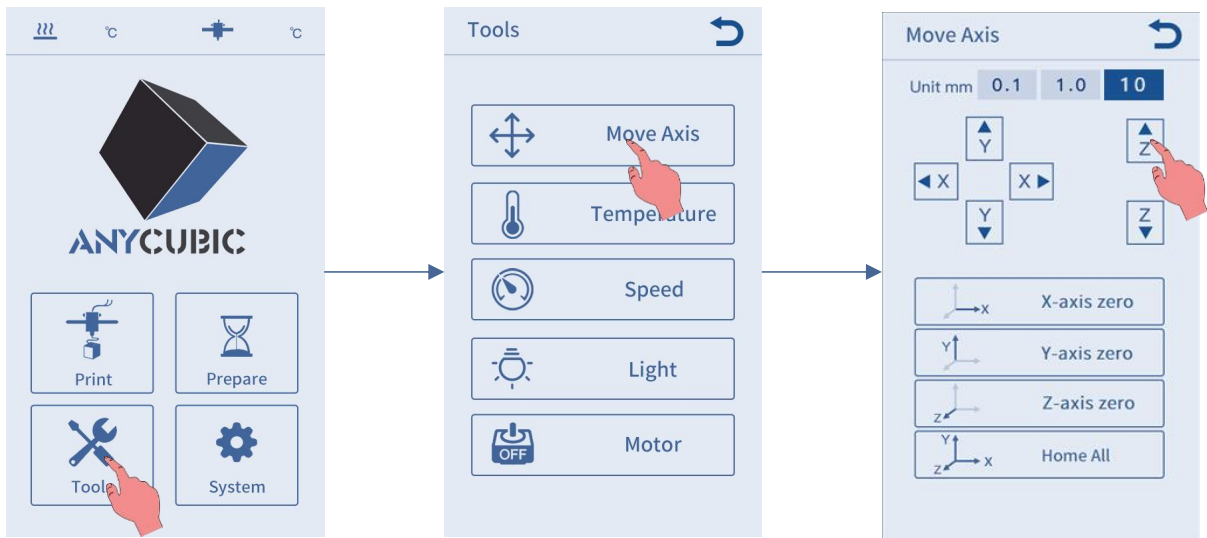 ℃ ℃
ANYCUBIC
Print Prepare
Tools System
Tools
Move Axis
Temperature
Speed
Light
OFF Motor
Move Axis
Unit mm 0.1 1.0 10
Y Z
X X
Y Z
X X-axis zero
Y Y-axis zero
Z Z-axis zero
Y
Z X Home All